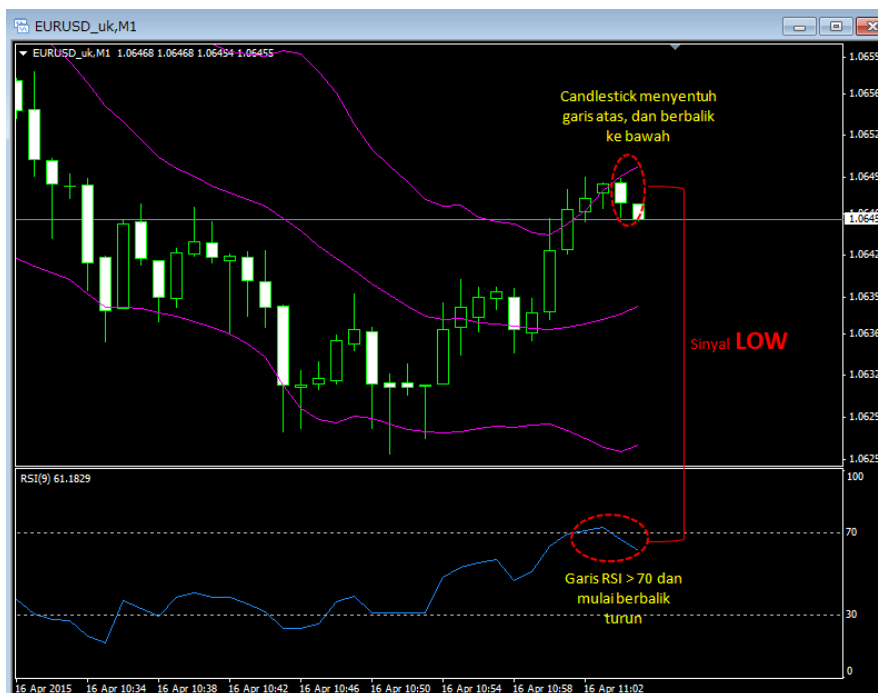 EURUSD_uk,M1
EURUSD_uk,M1 1.06468 1.06468 1.06454 1.06455
Candlestick menyentuh
garis atas, dan berbalik
ke bawah
1.0659
1.0656
1.0652
1.0649
1.0645
1.0642
1.0639
1.0636
1.0632
1.0629
1.0625
Sinyal LOW
RSI(9) 61.1829
100
70
30
0
Garis RSI > 70 dan
mulai berbalik
turun
16 Apr 2015 16 Apr 10:34 16 Apr 10:38 16 Apr 10:42 16 Apr 10:46 16 Apr 10:50 16 Apr 10:54 16 Apr 10:58 16 Apr 11:02